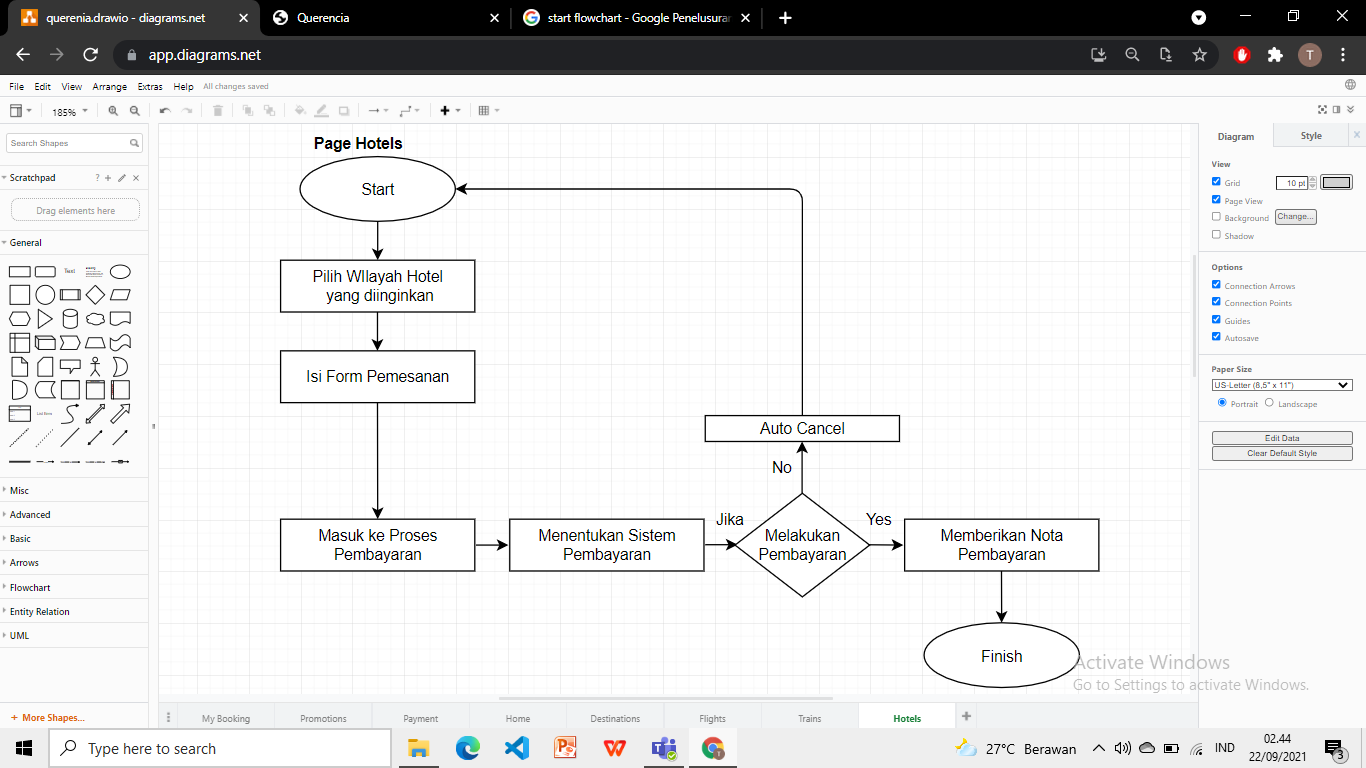 querenia.drawio - diagrams.net
Querencia
start flowchart - Google Penelusuran
app.diagrams.net
T
File Edit View Arrange Extras Help All changes saved
185%
Search Shapes
Scratchpad
Drag elements here
General
Text
Misc
Advanced
Basic
Arrows
Flowchart
Entity Relation
UML
+ More Shapes...
Page Hotels
Start
Pilih WIlayah Hotel
yang diinginkan
Isi Form Pemesanan
Auto Cancel
No
Masuk ke Proses
Pembayaran
Menentukan Sistem
Pembayaran
Jika
Melakukan
Pembayaran
Yes
Memberikan Nota
Pembayaran
Finish
My Booking Promotions Payment Home Destinations Flights Trains Hotels
Diagram Style
View
Grid 10 pt
Page View
Background Change...
Shadow
Options
Connection Arrows
Connection Points
Guides
Autosave
Paper Size
US-Letter (8,5" x 11")
Portrait Landscape
Edit Data
Clear Default Style
Activate Windows
Go to Settings to activate Windows.
Type here to search
27°C Berawan
IND
02.44
22/09/2021
3